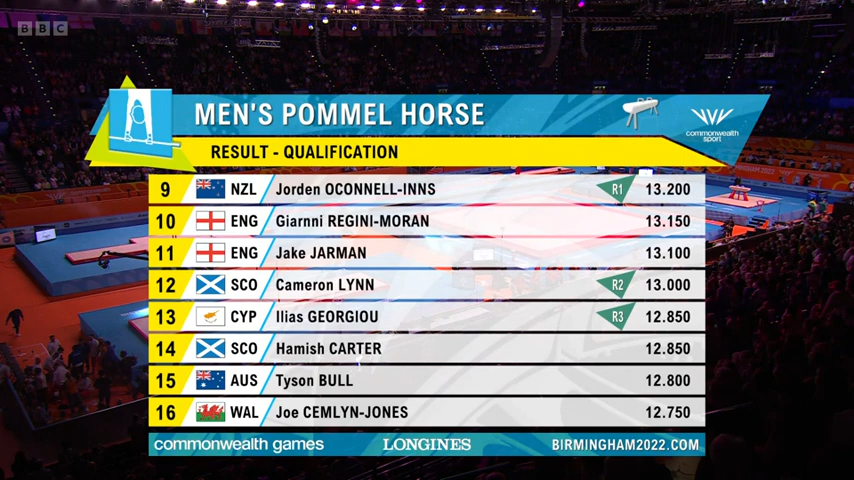 BBC
MEN'S POMMEL HORSE
commonwealth
sport
RESULT - QUALIFICATION
9 NZL Jorden OCONNELL-INNS R1 13.200
10 ENG Giarnni REGINI-MORAN 13.150
11 ENG Jake JARMAN 13.100
12 SCO Cameron LYNN R2 13.000
13 CYP Ilias GEORGIOU R3 12.850
14 SCO Hamish CARTER 12.850
15 AUS Tyson BULL 12.800
16 WAL Joe CEMLYN-JONES 12.750
commonwealth games LONGINES BIRMINGHAM2022.COM